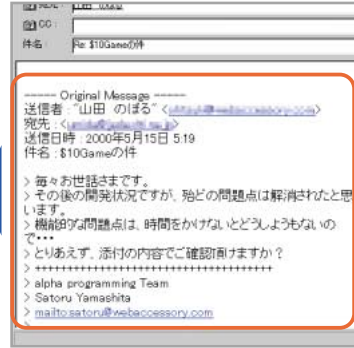 宛先: 山田 のぼる
CC:
件名: Re: $10Gameの件
----- Original Message -----
送信者: "山田 のぼる" <
宛先: <
送信日時: 2000年5月15日 5:19
件名: $10Gameの件
> 毎々お世話さまです。
> その後の開発状況ですが、殆どの問題点は解消されたと思
います。
> 機能的な問題点は、時間をかけないとどうしようもないの
で・・・
> とりあえず、添付の内容でご確認頂けますか？
> ++++++++++++++++++++++++++++++++++++
> alpha programming Team
> Satoru Yamashita
> mailto:satoru@webaccessory.com
>